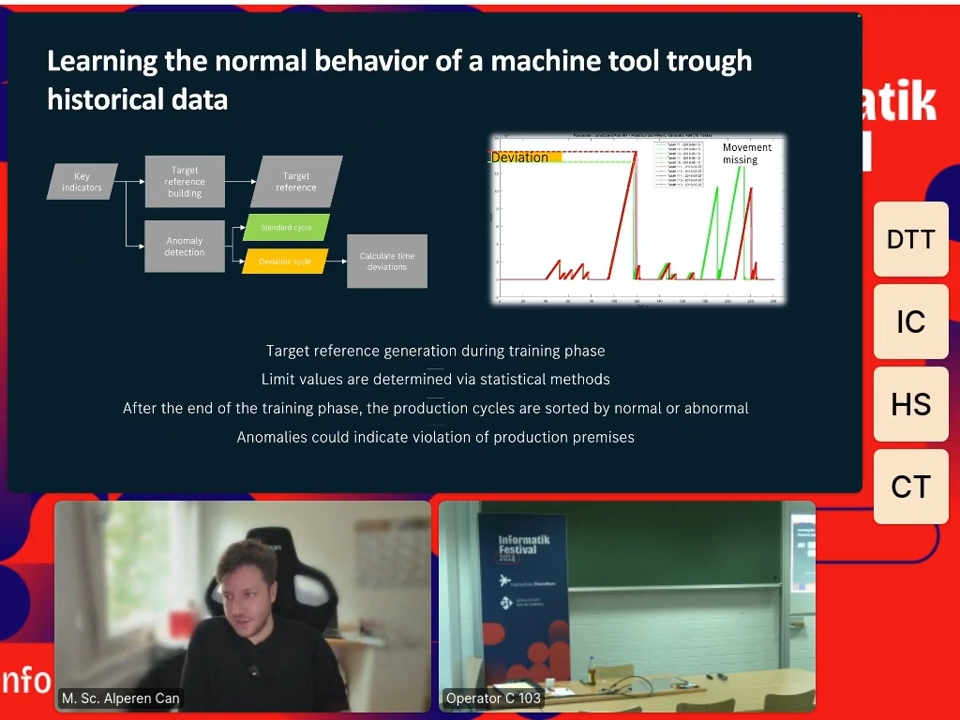 Learning the normal behavior of a machine tool trough
historical data
Key
indicators
Target
reference
building
Target
reference
Anomaly
detection
Standard cycle
Deviation cycle
Calculate time
deviations
Deviation
Movement
missing
Target reference generation during training phase
Limit values are determined via statistical methods
After the end of the training phase, the production cycles are sorted by normal or abnormal
Anomalies could indicate violation of production premises
atik
DTT
IC
HS
CT
nfo
M. Sc. Alperen Can
Informatik
Festival
2024
Operator C 103